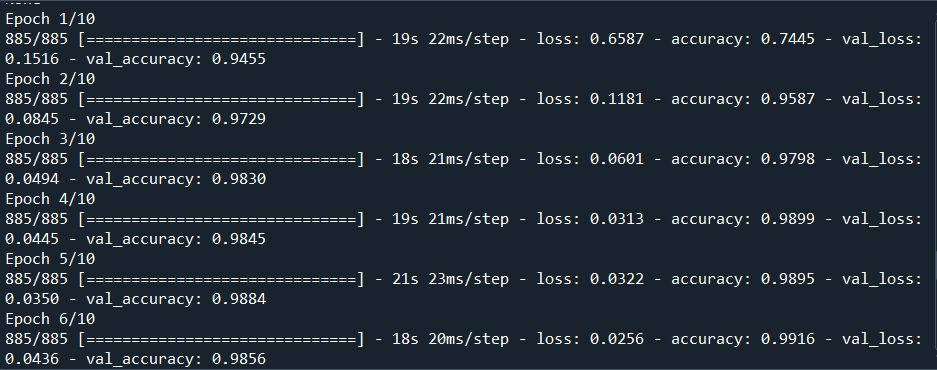 Epoch 1/10
885/885 [==============================] - 19s 22ms/step - loss: 0.6587 - accuracy: 0.7445 - val_loss:
0.1516 - val_accuracy: 0.9455
Epoch 2/10
885/885 [==============================] - 19s 22ms/step - loss: 0.1181 - accuracy: 0.9587 - val_loss:
0.0845 - val_accuracy: 0.9729
Epoch 3/10
885/885 [==============================] - 18s 21ms/step - loss: 0.0601 - accuracy: 0.9798 - val_loss:
0.0494 - val_accuracy: 0.9830
Epoch 4/10
885/885 [==============================] - 19s 21ms/step - loss: 0.0313 - accuracy: 0.9899 - val_loss:
0.0445 - val_accuracy: 0.9845
Epoch 5/10
885/885 [==============================] - 21s 23ms/step - loss: 0.0322 - accuracy: 0.9895 - val_loss:
0.0350 - val_accuracy: 0.9884
Epoch 6/10
885/885 [==============================] - 18s 20ms/step - loss: 0.0256 - accuracy: 0.9916 - val_loss:
0.0436 - val_accuracy: 0.9856